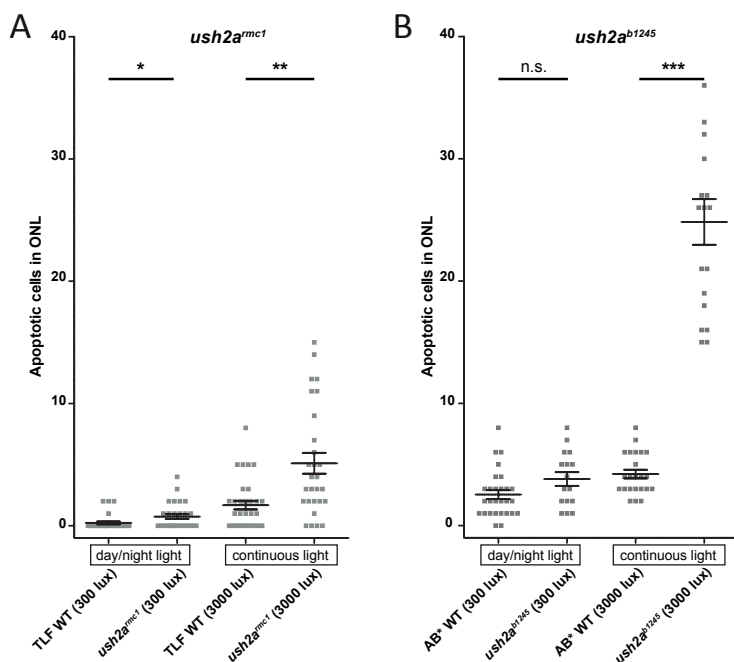 A
ush2a^rmc1
40
*
**
30
20
10
0
Apoptotic cells in ONL
day/night light
continuous light
TLF WT (300 lux)
ush2a^rmc1 (300 lux)
TLF WT (3000 lux)
ush2a^rmc1 (3000 lux)
B
ush2a^b1245
40
n.s.
***
30
20
10
0
Apoptotic cells in ONL
day/night light
continuous light
AB* WT (300 lux)
ush2a^b1245 (300 lux)
AB* WT (3000 lux)
ush2a^b1245 (3000 lux)